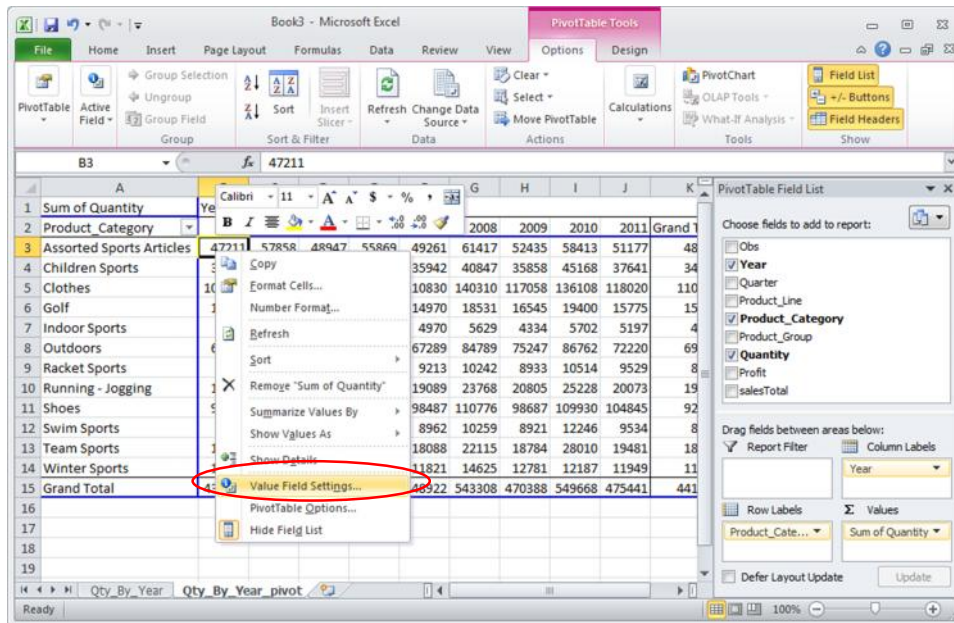 Book3 - Microsoft Excel
PivotTable Tools
File Home Insert Page Layout Formulas Data Review View Options Design
PivotTable
Active Field
Group Selection
Ungroup
Group Field
Group
Sort
Insert Slicer
Sort & Filter
Refresh
Change Data Source
Data
Clear
Select
Move PivotTable
Actions
Calculations
PivotChart
OLAP Tools
What-If Analysis
Tools
Field List
+/- Buttons
Field Headers
Show
B3 fx 47211
A G H I J K
1 Sum of Quantity Ye
2 Product_Category 2008 2009 2010 2011 Grand T
3 Assorted Sports Articles 47211 57858 48947 55869 49261 61417 52435 58413 51177 48
4 Children Sports 35942 40847 35858 45168 37641 34
5 Clothes 10 10830 140310 117058 136108 118020 110
6 Golf 1 14970 18531 16545 19400 15775 15
7 Indoor Sports 4970 5629 4334 5702 5197 4
8 Outdoors 6 67289 84789 75247 86762 72220 69
9 Racket Sports 9213 10242 8933 10514 9529 8
10 Running - Jogging 1 19089 23768 20805 25228 20073 19
11 Shoes 9 98487 110776 98687 109930 104845 92
12 Swim Sports 8962 10259 8921 12246 9534 8
13 Team Sports 1 18088 22115 18784 28010 19481 18
14 Winter Sports 1 11821 14625 12781 12187 11949 11
15 Grand Total 43 48922 543308 470388 549668 475441 441
16
17
18
19
Calibri 11 A A $ % ,
B I A
Copy
Format Cells...
Number Format...
Refresh
Sort
Remove "Sum of Quantity"
Summarize Values By
Show Values As
Show Details
Value Field Settings...
PivotTable Options...
Hide Field List
PivotTable Field List
Choose fields to add to report:
Obs
Year
Quarter
Product_Line
Product_Category
Product_Group
Quantity
Profit
salesTotal
Drag fields between areas below:
Report Filter Column Labels
Year
Row Labels Σ Values
Product_Cate... Sum of Quantity
Defer Layout Update Update
Qty_By_Year Qty_By_Year_pivot
Ready 100%